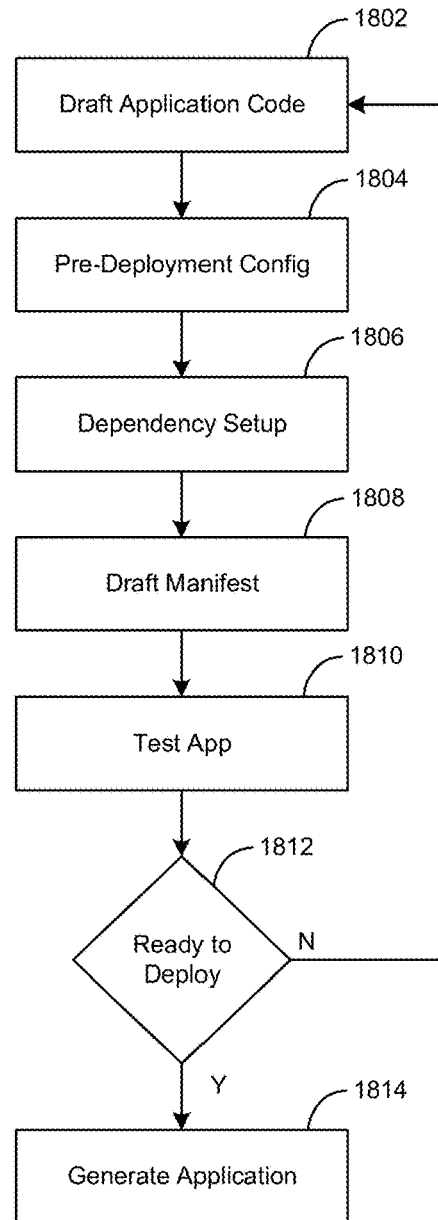 1802
Draft Application Code
1804
Pre-Deployment Config
1806
Dependency Setup
1808
Draft Manifest
1810
Test App
1812
Ready to
Deploy
N
Y
1814
Generate Application